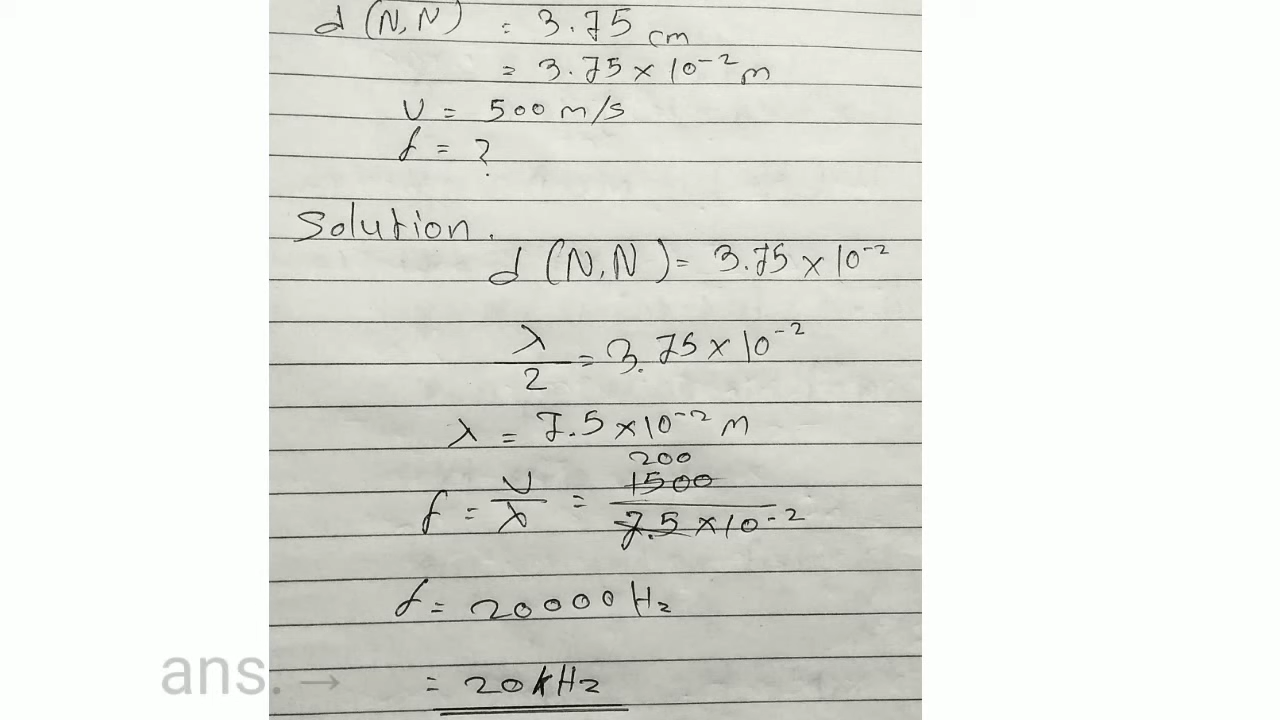 d (N,N) = 3.75 cm
= 3.75 × 10⁻² m
v = 500 m/s
f = ?
Solution.
d (N,N) = 3.75 × 10⁻²
λ/2 = 3.75 × 10⁻²
λ = 7.5 × 10⁻² m
200
f = v/λ = 1500/7.5 × 10⁻²
f = 20000 Hz
ans. → = 20 kHz